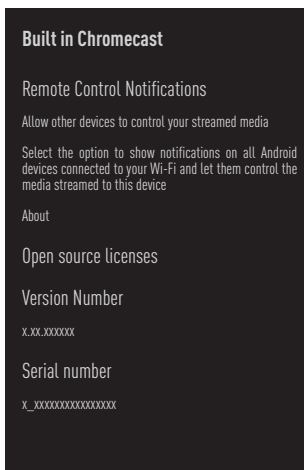 Built in Chromecast
Remote Control Notifications
Allow other devices to control your streamed media
Select the option to show notifications on all Android
devices connected to your Wi-Fi and let them control the
media streamed to this device
About
Open source licenses
Version Number
x.xx.xxxxxx
Serial number
x_xxxxxxxxxxxxxxxx